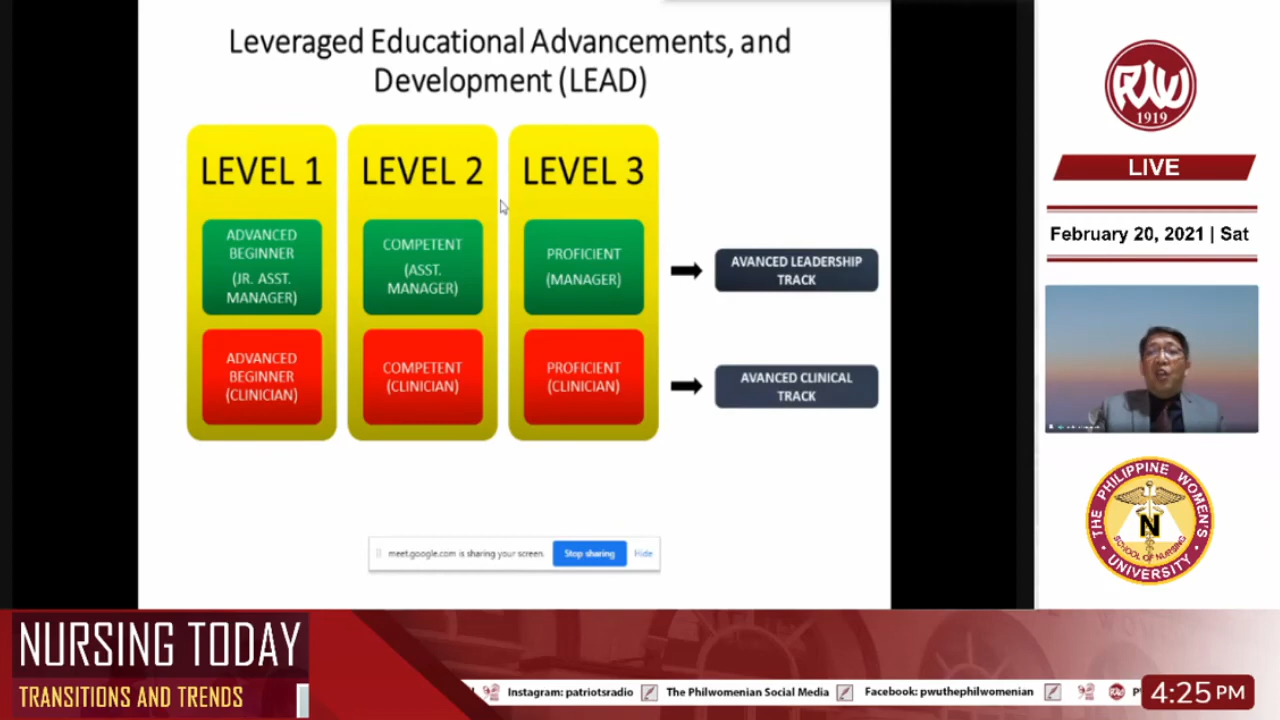 Leveraged Educational Advancements, and
Development (LEAD)
LEVEL 1
LEVEL 2
LEVEL 3
ADVANCED
BEGINNER
(JR. ASST.
MANAGER)
COMPETENT
(ASST.
MANAGER)
PROFICIENT
(MANAGER)
AVANCED LEADERSHIP
TRACK
ADVANCED
BEGINNER
(CLINICIAN)
COMPETENT
(CLINICIAN)
PROFICIENT
(CLINICIAN)
AVANCED CLINICAL
TRACK
meet.google.com is sharing your screen.
Stop sharing
Hide
PWU
1919
LIVE
February 20, 2021 | Sat
THE PHILIPPINE WOMEN'S
UNIVERSITY
SCHOOL OF NURSING
N
NURSING TODAY
TRANSITIONS AND TRENDS
Instagram: patriotsradio
The Philwomenian Social Media
Facebook: pwuthephilwomenian
4:25 PM